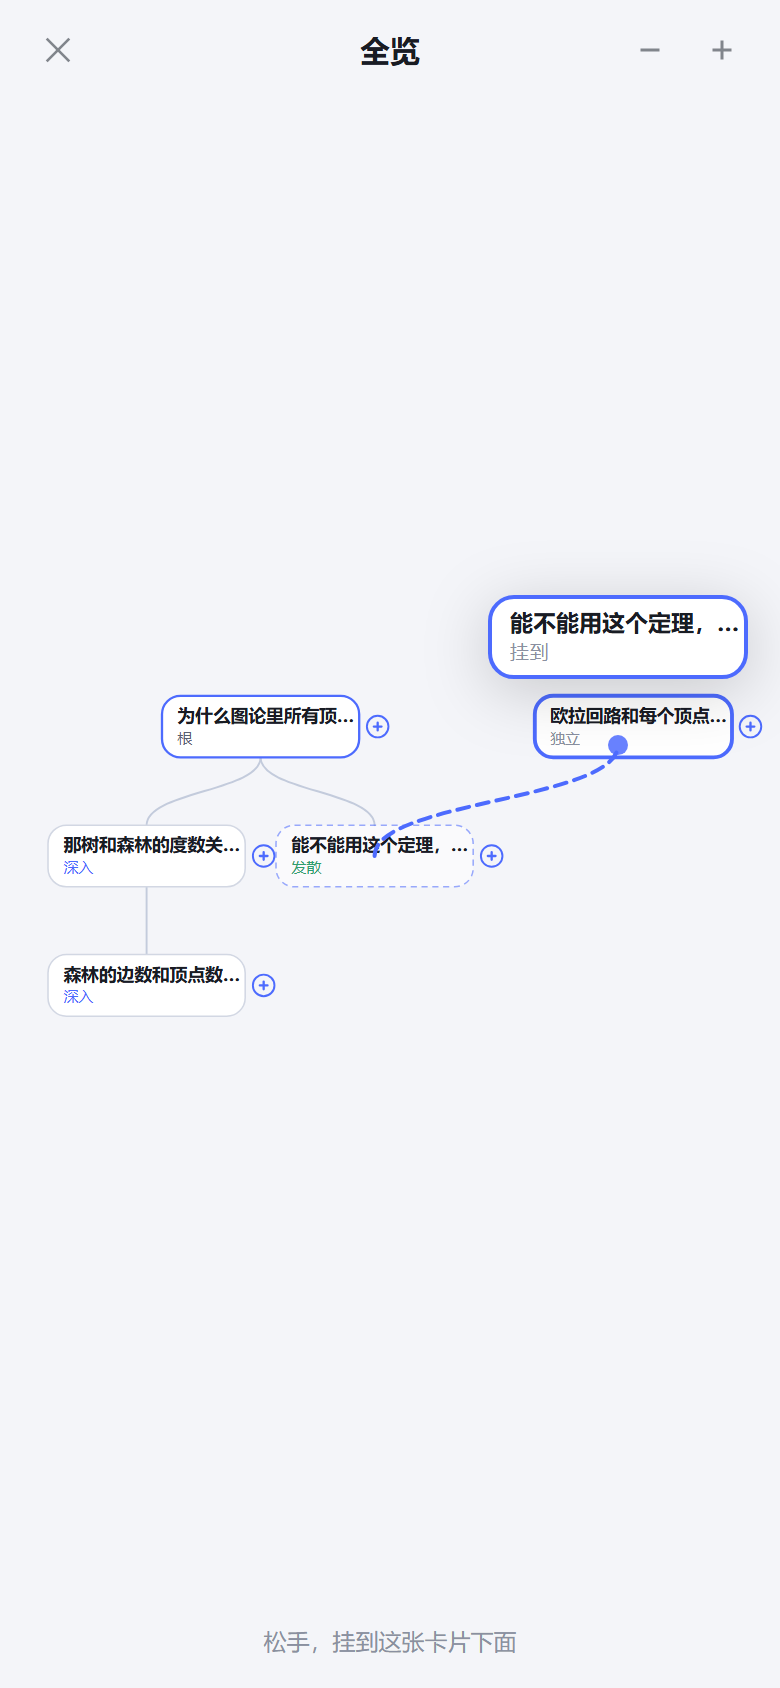 全览
能不能用这个定理，...
挂到
为什么图论里所有顶...
根
欧拉回路和每个顶点...
独立
那树和森林的度数关...
深入
能不能用这个定理，...
发散
森林的边数和顶点数...
深入
松手，挂到这张卡片下面